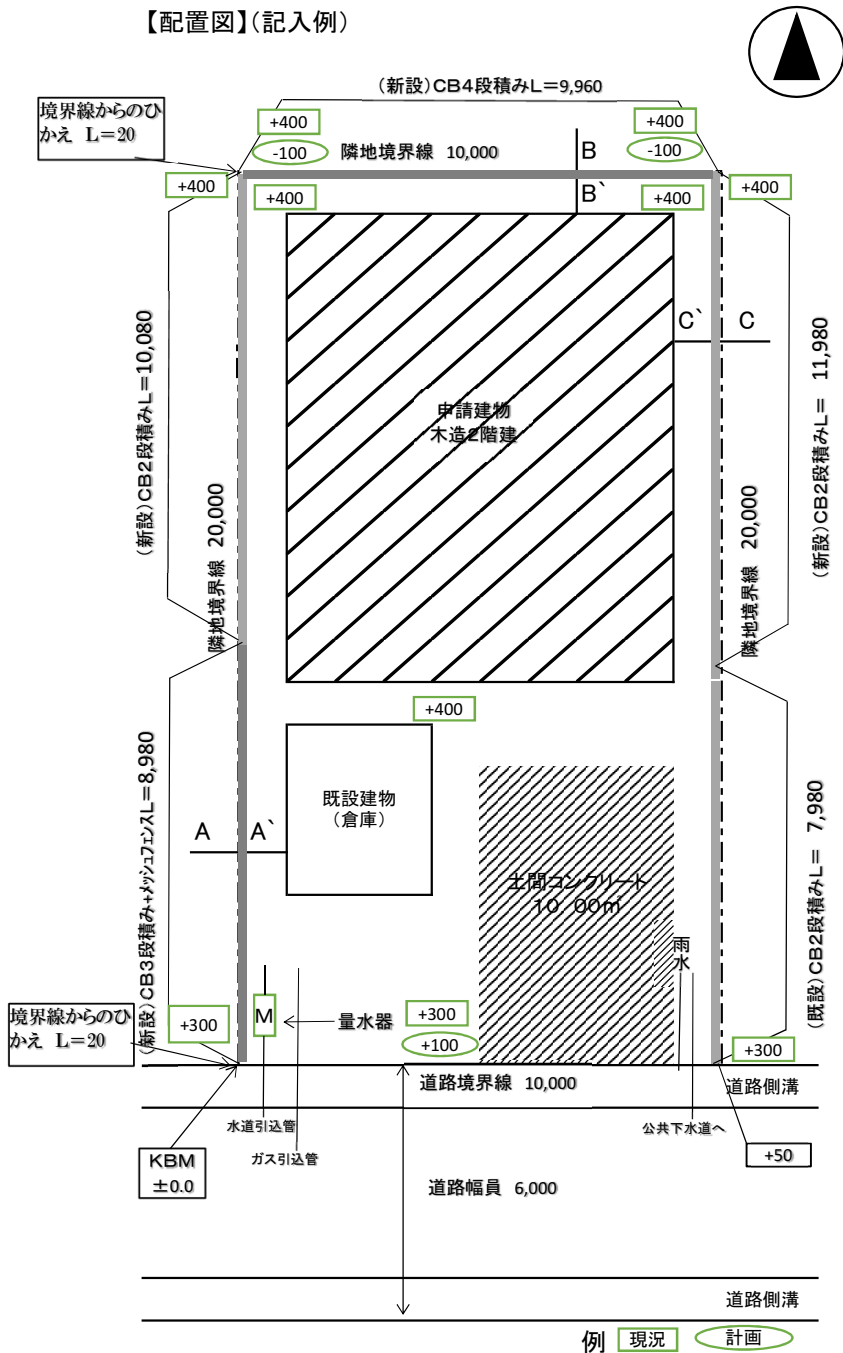 【配置図】(記入例)
(新設)CB4段積みL=9,960
境界線からのひ
かえ L=20
+400
-100
隣地境界線 10,000
B
+400
-100
+400
+400
B`
+400
+400
C`
C
(新設)CB2段積みL=10,080
隣地境界線 20,000
申請建物
木造2階建
隣地境界線 20,000
(新設)CB2段積みL= 11,980
+400
既設建物
(倉庫)
A
A`
(新設)CB3段積み+メッシュフェンスL=8,980
土間コンクリート
10 00㎡
雨水
(既設)CB2段積みL= 7,980
境界線からのひ
かえ L=20
+300
M
量水器
+300
+100
+300
道路境界線 10,000
道路側溝
水道引込管
ガス引込管
公共下水道へ
KBM
±0.0
+50
道路幅員 6,000
道路側溝
例 現況 計画